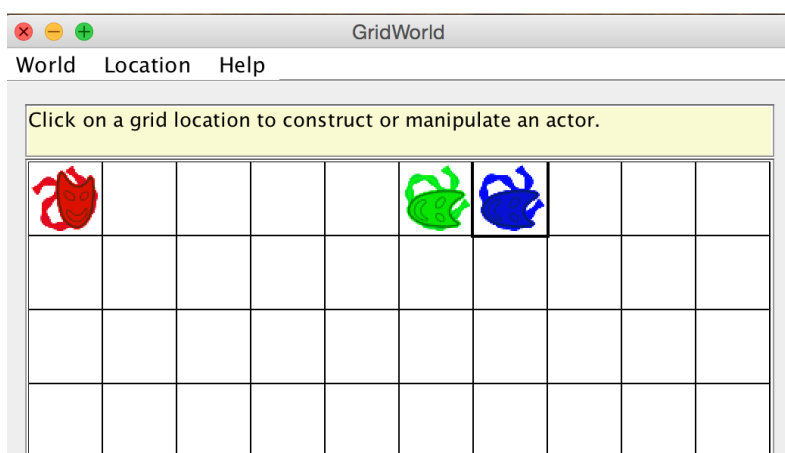 GridWorld
World Location Help
Click on a grid location to construct or manipulate an actor.